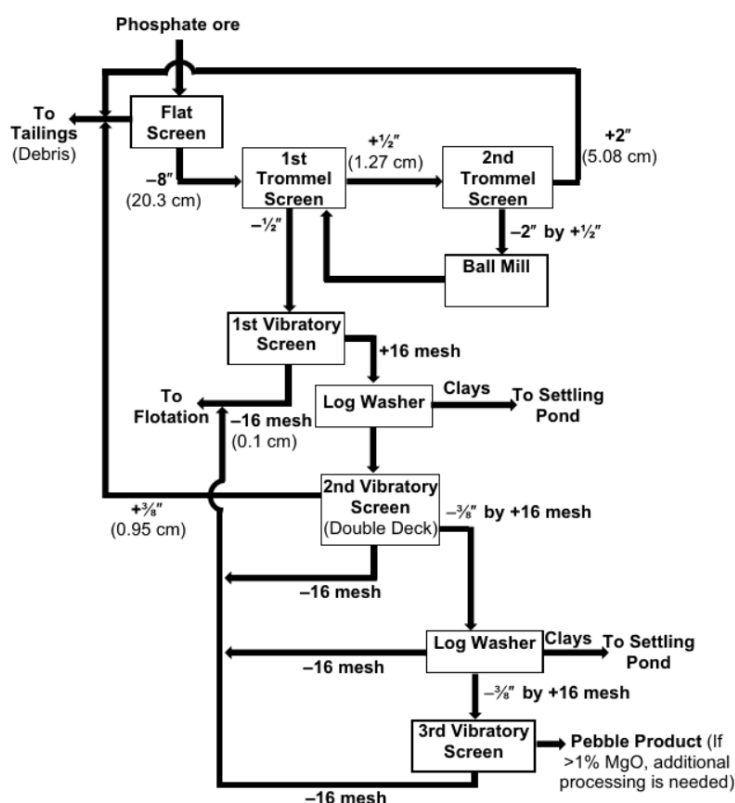 Phosphate ore
To
Tailings
(Debris)
Flat
Screen
–8″
(20.3 cm)
1st
Trommel
Screen
+½″
(1.27 cm)
2nd
Trommel
Screen
+2″
(5.08 cm)
–½″
–2″ by +½″
Ball Mill
1st Vibratory
Screen
+16 mesh
To
Flotation
–16 mesh
(0.1 cm)
Log Washer
Clays
To Settling
Pond
+⅜″
(0.95 cm)
2nd Vibratory
Screen
(Double Deck)
–⅜″ by +16 mesh
–16 mesh
Log Washer
Clays
To Settling
Pond
–16 mesh
–⅜″ by +16 mesh
3rd Vibratory
Screen
Pebble Product (If
>1% MgO, additional
processing is needed)
–16 mesh